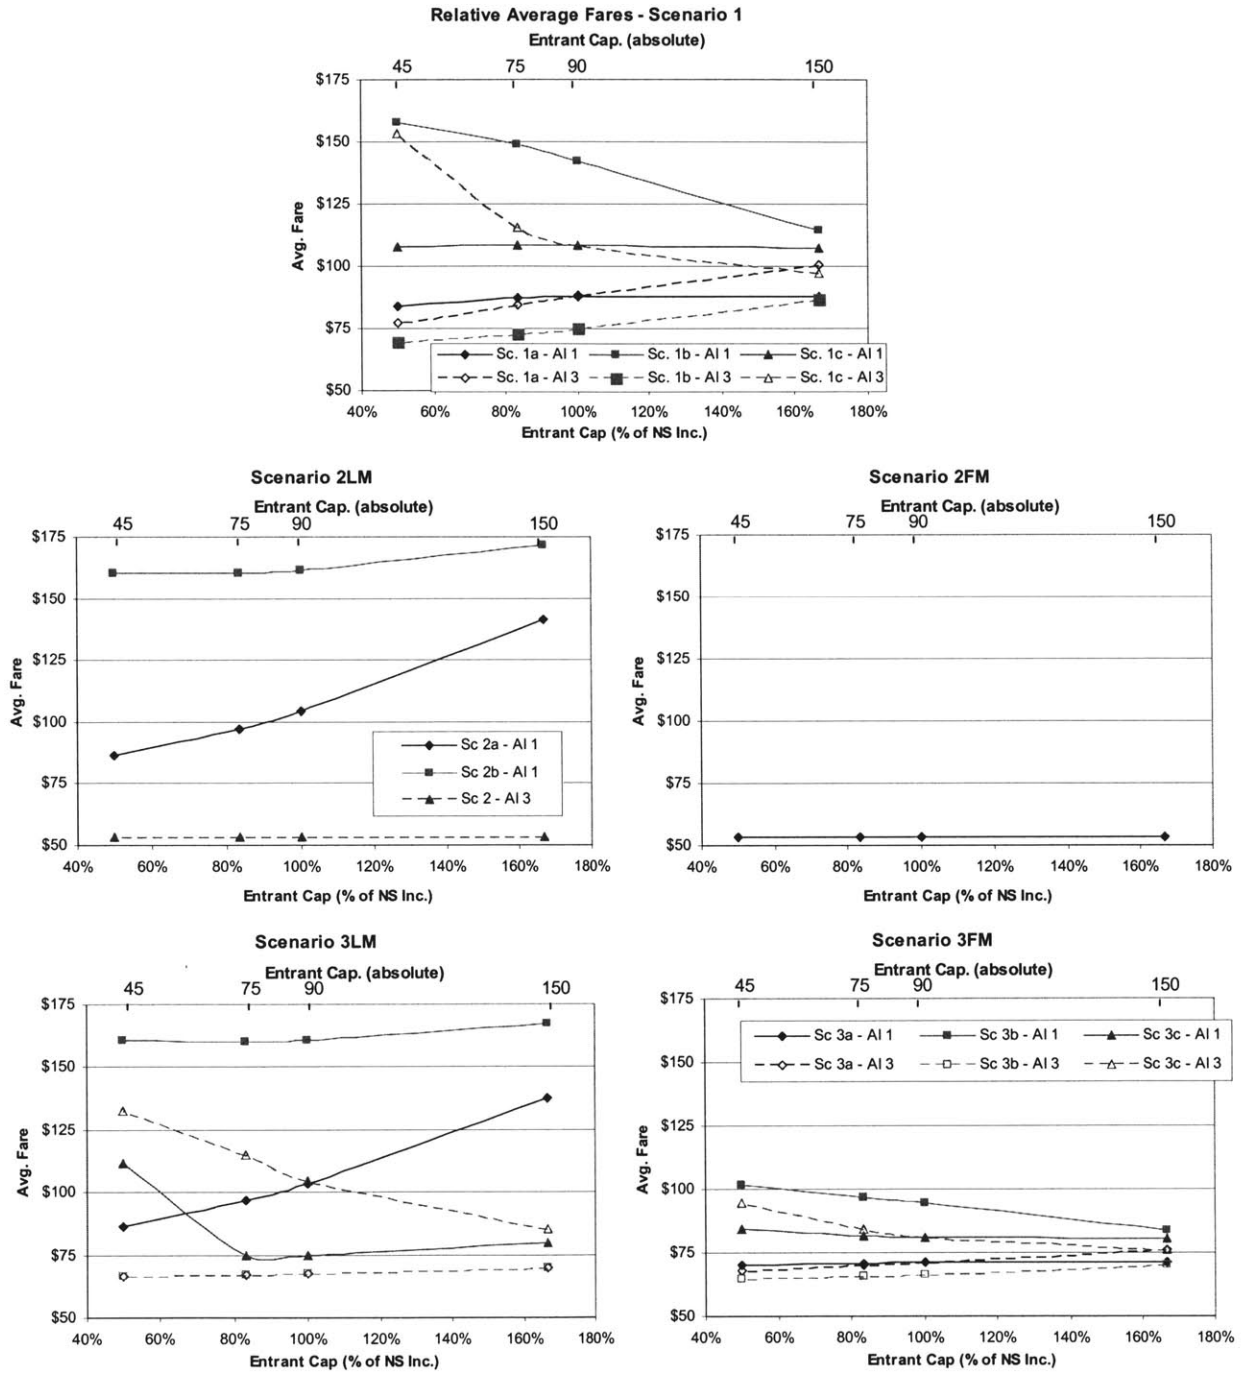 Relative Average Fares - Scenario 1
Entrant Cap. (absolute)
45 75 90 150
$175
$150
$125
$100
$75
$50
Avg. Fare
Sc. 1a - Al 1 Sc. 1b - Al 1 Sc. 1c - Al 1
Sc. 1a - Al 3 Sc. 1b - Al 3 Sc. 1c - Al 3
40% 60% 80% 100% 120% 140% 160% 180%
Entrant Cap (% of NS Inc.)
Scenario 2LM
Entrant Cap. (absolute)
45 75 90 150
$175
$150
$125
$100
$75
$50
Avg. Fare
Sc 2a - Al 1
Sc 2b - Al 1
Sc 2 - Al 3
40% 60% 80% 100% 120% 140% 160% 180%
Entrant Cap (% of NS Inc.)
Scenario 2FM
Entrant Cap. (absolute)
45 75 90 150
$175
$150
$125
$100
$75
$50
Avg. Fare
40% 60% 80% 100% 120% 140% 160% 180%
Entrant Cap (% of NS Inc.)
Scenario 3LM
Entrant Cap. (absolute)
45 75 90 150
$175
$150
$125
$100
$75
$50
Avg. Fare
40% 60% 80% 100% 120% 140% 160% 180%
Entrant Cap (% of NS Inc.)
Scenario 3FM
Entrant Cap. (absolute)
45 75 90 150
$175
$150
$125
$100
$75
$50
Avg. Fare
Sc 3a - Al 1 Sc 3b - Al 1 Sc 3c - Al 1
Sc 3a - Al 3 Sc 3b - Al 3 Sc 3c - Al 3
40% 60% 80% 100% 120% 140% 160% 180%
Entrant Cap (% of NS Inc.)